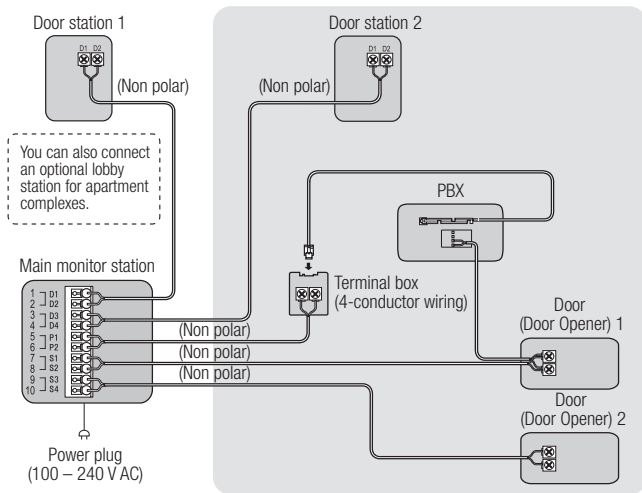 Door station 1
D1 D2
(Non polar)
Door station 2
D1 D2
(Non polar)
You can also connect
an optional lobby
station for apartment
complexes.
PBX
Main monitor station
1 D1
2 D2
3 D3
4 D4
5 P1
6 P2
7 S1
8 S2
9 S3
10 S4
Terminal box
(4-conductor wiring)
(Non polar)
(Non polar)
(Non polar)
Door
(Door Opener) 1
Door
(Door Opener) 2
Power plug
(100 – 240 V AC)